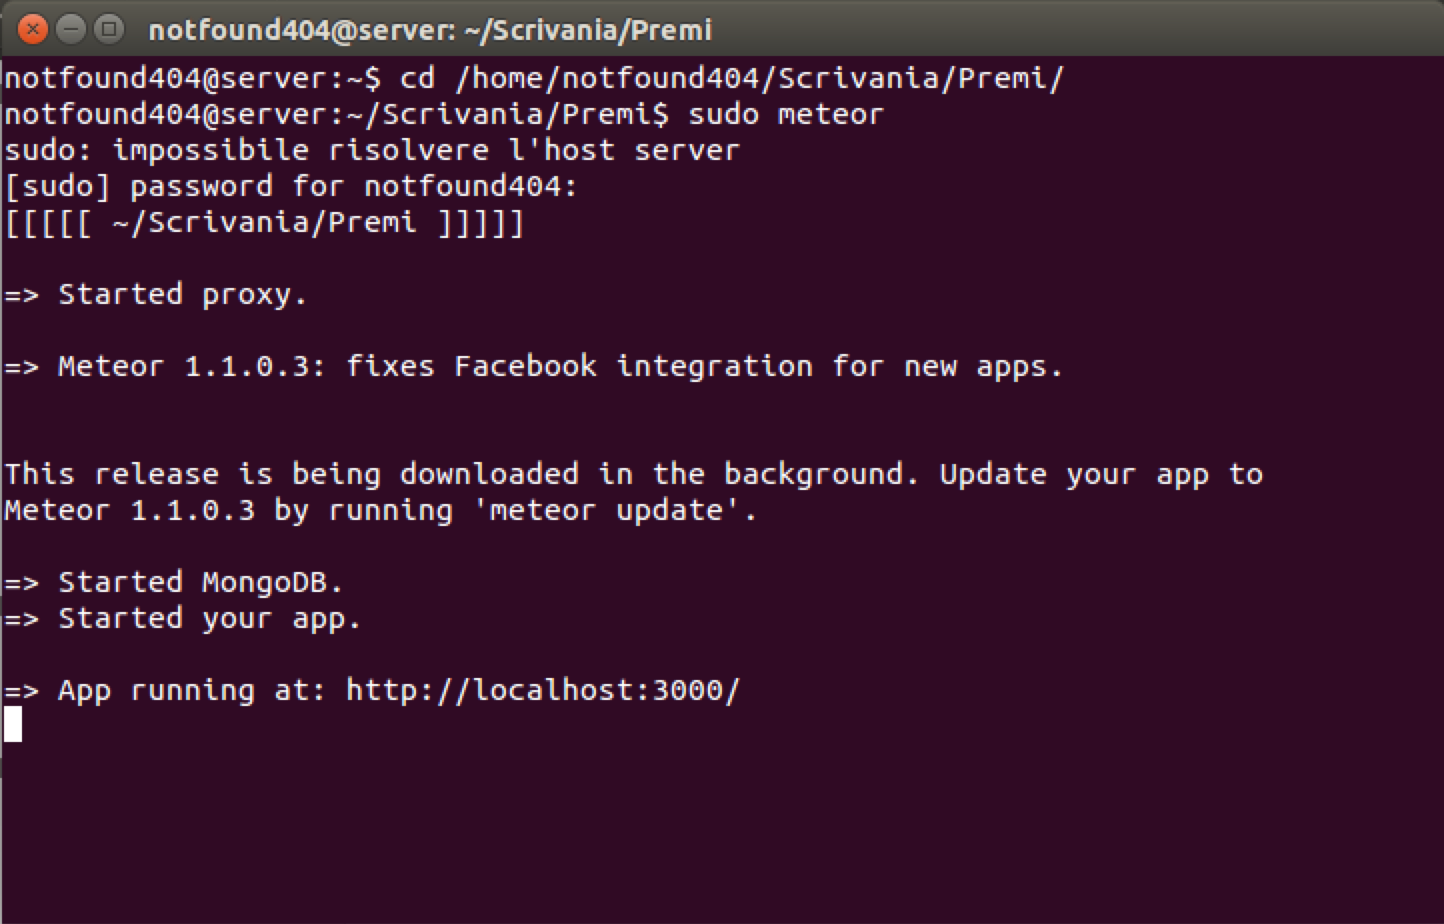 notfound404@server: ~/Scrivania/Premi
notfound404@server:~$ cd /home/notfound404/Scrivania/Premi/
notfound404@server:~/Scrivania/Premi$ sudo meteor
sudo: impossibile risolvere l'host server
[sudo] password for notfound404:
[[[[[ ~/Scrivania/Premi ]]]]]
=> Started proxy.
=> Meteor 1.1.0.3: fixes Facebook integration for new apps.
This release is being downloaded in the background. Update your app to
Meteor 1.1.0.3 by running 'meteor update'.
=> Started MongoDB.
=> Started your app.
=> App running at: http://localhost:3000/